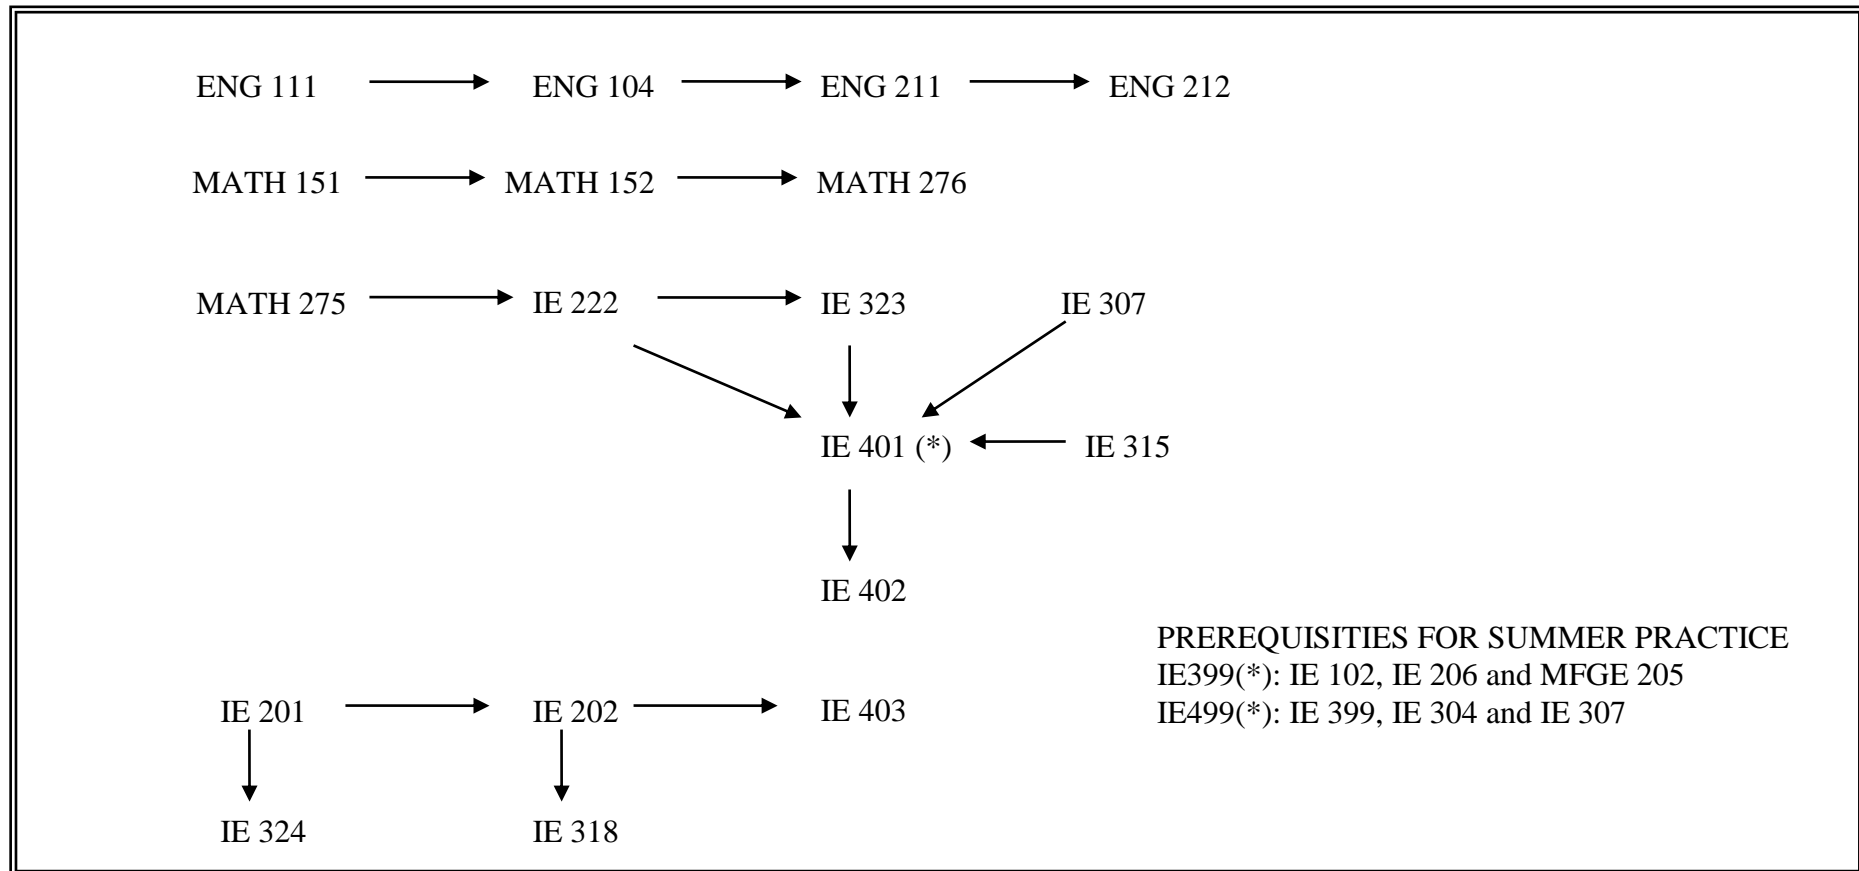 ENG 111 ENG 104 ENG 211 ENG 212
MATH 151 MATH 152 MATH 276
MATH 275 IE 222 IE 323 IE 307
IE 401 (*) IE 315
IE 402
PREREQUISITIES FOR SUMMER PRACTICE
IE399(*): IE 102, IE 206 and MFGE 205
IE499(*): IE 399, IE 304 and IE 307
IE 201 IE 202 IE 403
IE 324 IE 318